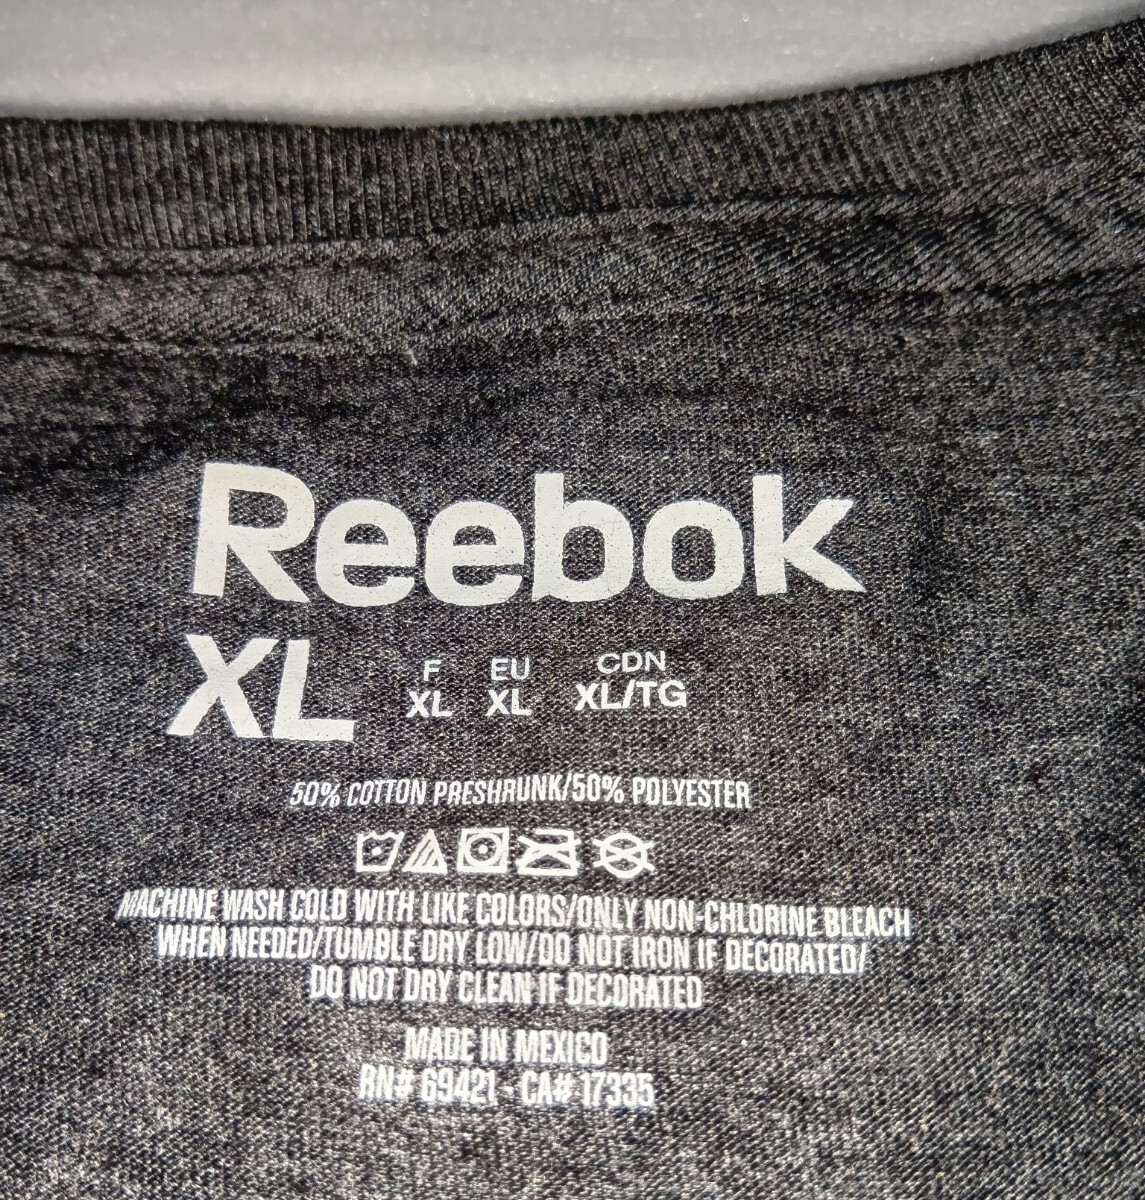 Reebok
XL F EU CDN
XL XL XL/TG
50% COTTON PRESHRUNK/50% POLYESTER
MACHINE WASH COLD WITH LIKE COLORS/ONLY NON-CHLORINE BLEACH
WHEN NEEDED/TUMBLE DRY LOW/DO NOT IRON IF DECORATED/
DO NOT DRY CLEAN IF DECORATED
MADE IN MEXICO
RN# 69421 - CA# 17335